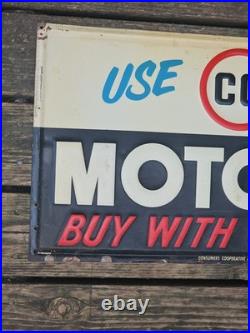 USE CO
MOTO
BUY WITH
CONSUMERS COOPERATIVE